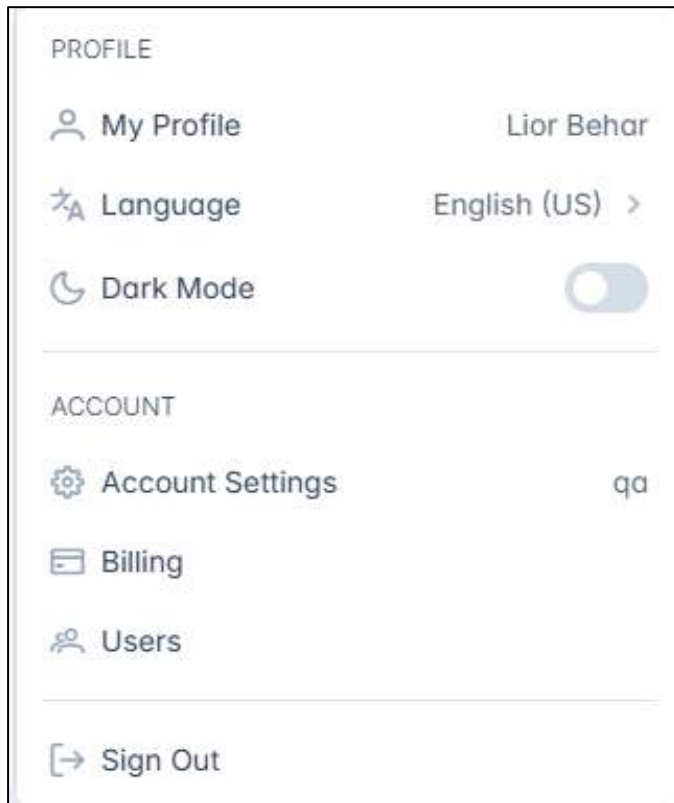 PROFILE
My Profile Lior Behar
Language English (US)
Dark Mode
ACCOUNT
Account Settings qa
Billing
Users
Sign Out